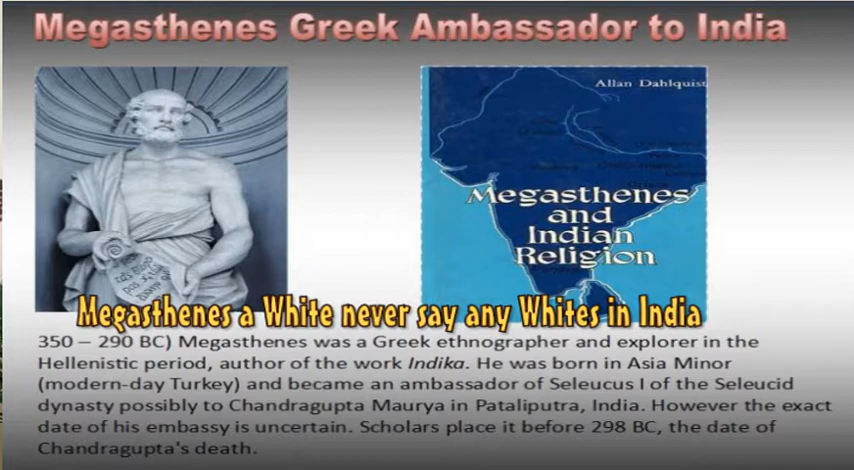 Megasthenes Greek Ambassador to India
Allan Dahlquist
Megasthenes
and
Indian
Religion
Megasthenes a White never say any Whites in India
350 – 290 BC) Megasthenes was a Greek ethnographer and explorer in the
Hellenistic period, author of the work Indika. He was born in Asia Minor
(modern-day Turkey) and became an ambassador of Seleucus I of the Seleucid
dynasty possibly to Chandragupta Maurya in Pataliputra, India. However the exact
date of his embassy is uncertain. Scholars place it before 298 BC, the date of
Chandragupta's death.